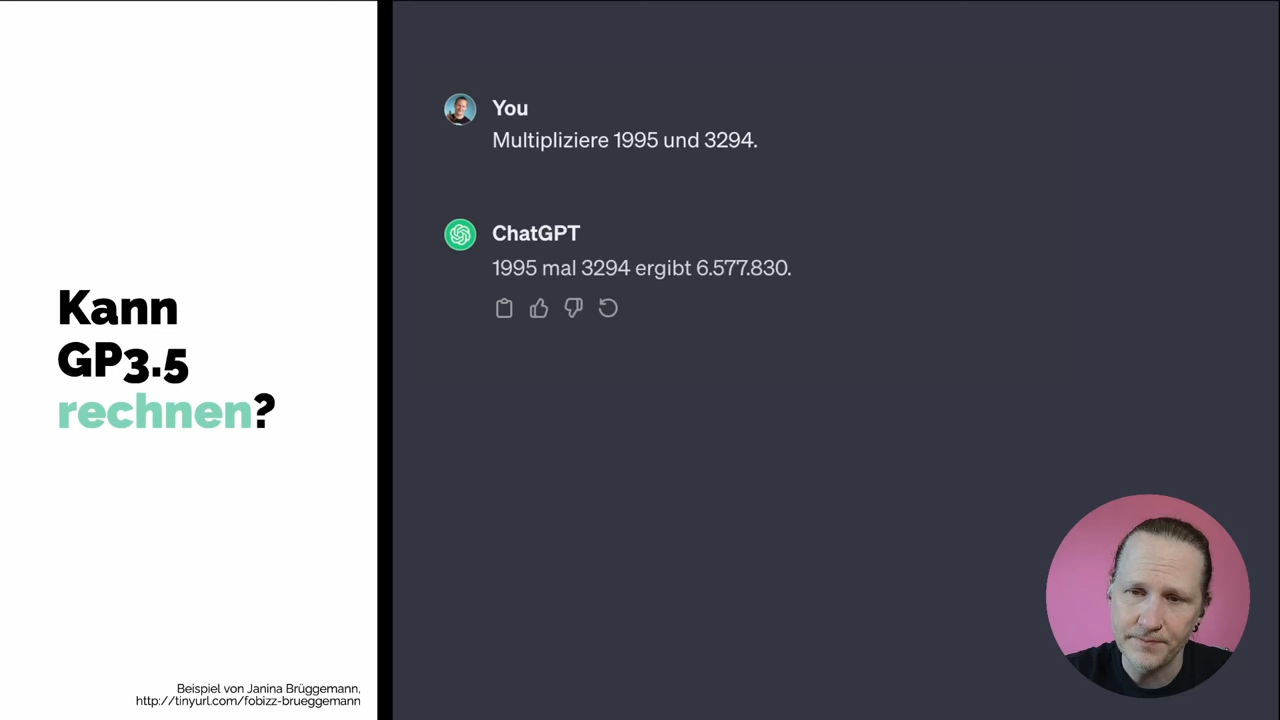 Kann
GP3.5
rechnen?
Beispiel von Janina Brüggemann,
http://tinyurl.com/fobizz-brueggemann
You
Multipliziere 1995 und 3294.
ChatGPT
1995 mal 3294 ergibt 6.577.830.